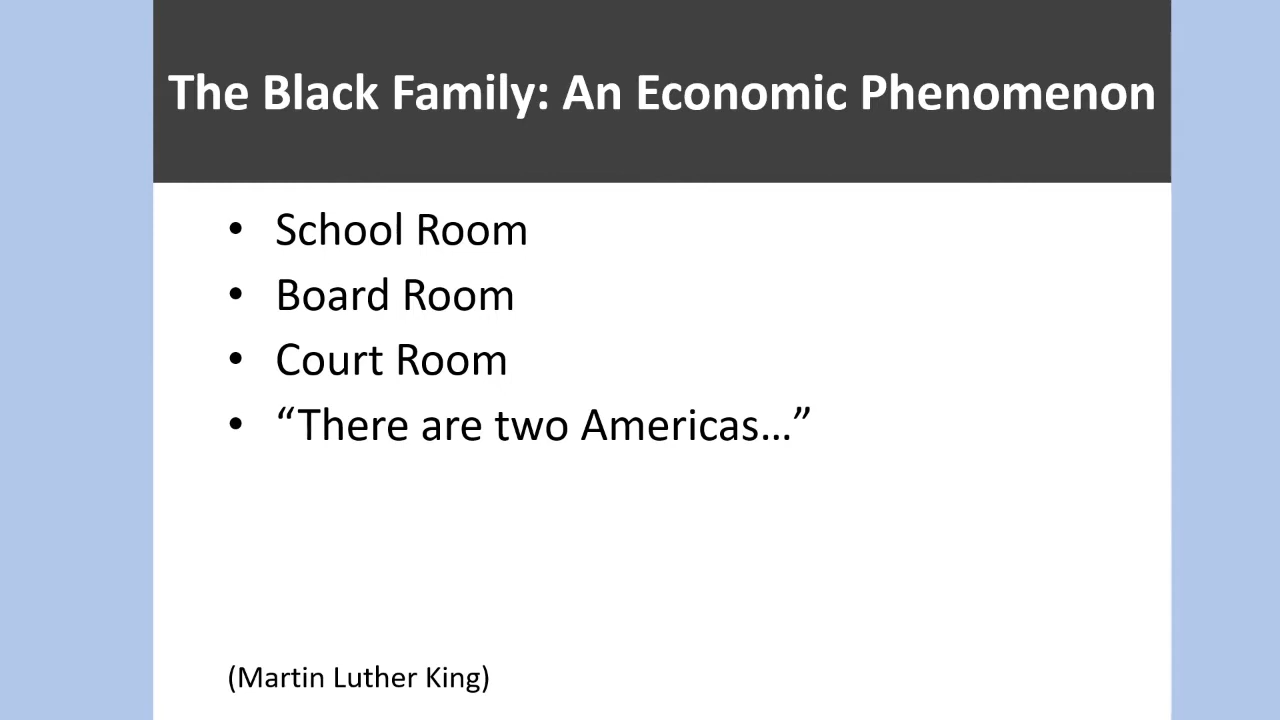 The Black Family: An Economic Phenomenon
• School Room
• Board Room
• Court Room
• “There are two Americas…”
(Martin Luther King)